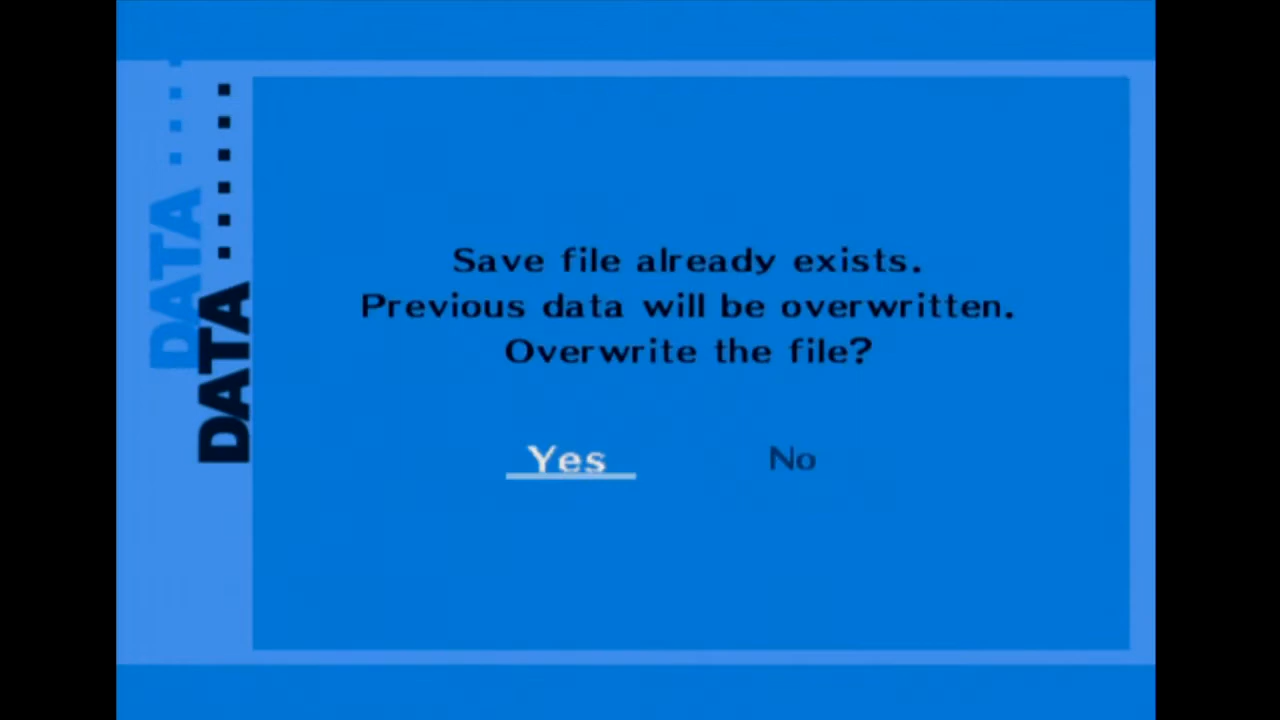 DATA ......
DATA ....
Save file already exists.
Previous data will be overwritten.
Overwrite the file?
Yes No